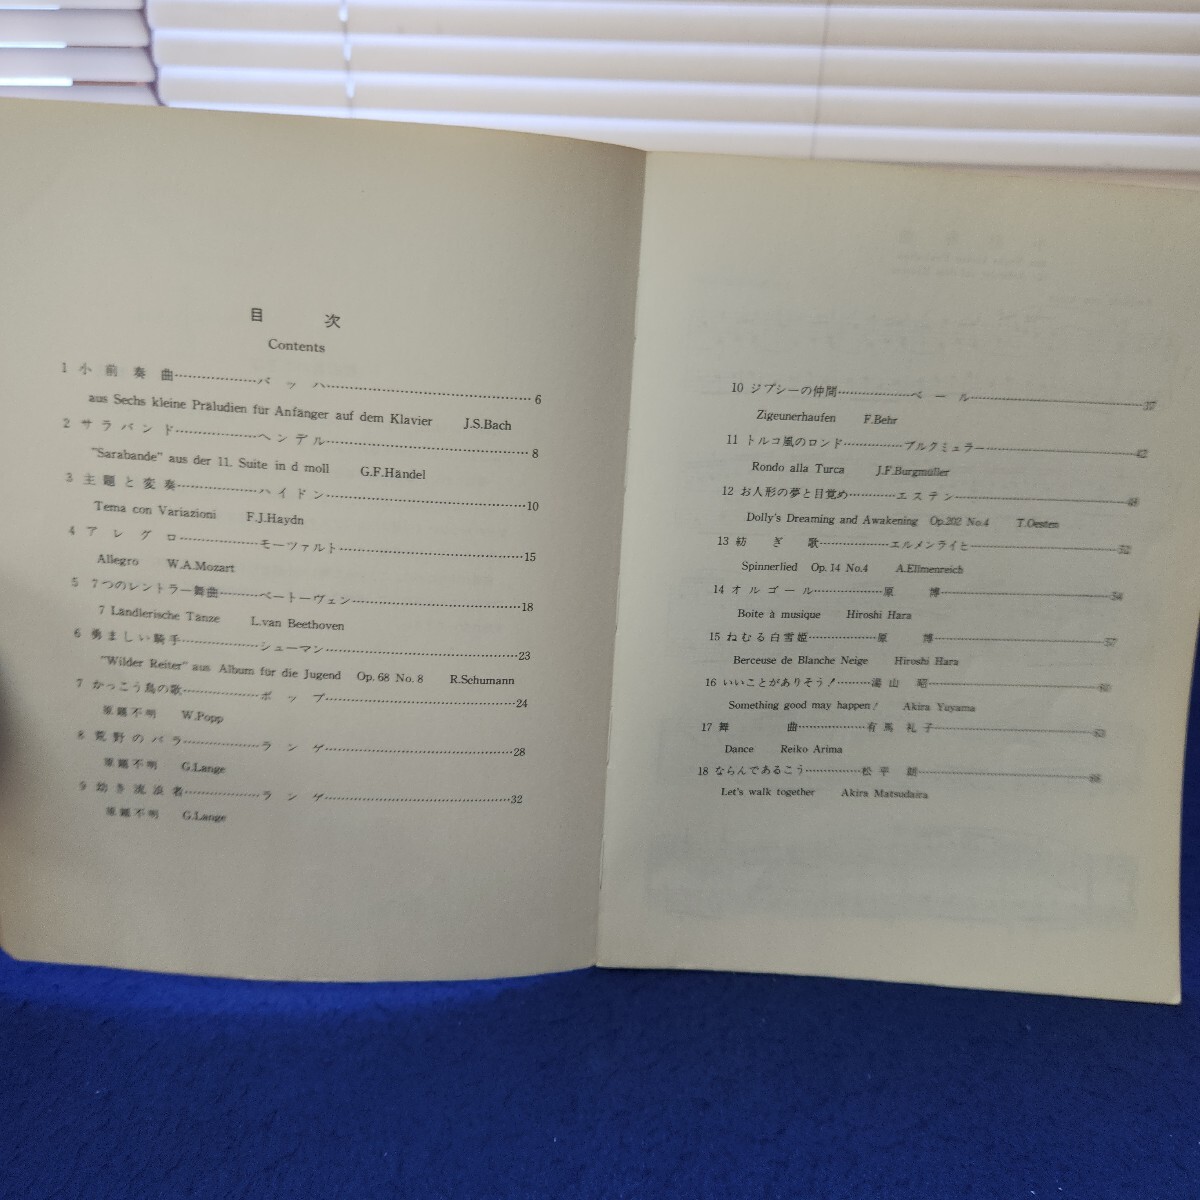 目 次
Contents
1 小前奏曲………………バッハ………………………………6
aus Sechs kleine Präludien für Anfänger auf dem Klavier J.S.Bach
2 サラバンド………………ヘンデル………………………………8
"Sarabande" aus der 11. Suite in d moll G.F.Händel
3 主題と変奏………………ハイドン………………………………10
Tema con Variazioni F.J.Haydn
4 アレグロ…………………モーツァルト……………………………15
Allegro W.A.Mozart
5 7つのレントラー舞曲………ベートーヴェン……………………………18
7 Ländlerische Tänze L.van Beethoven
6 勇ましい騎手………………シューマン………………………………23
"Wilder Reiter" aus Album für die Jugend Op.68 No.8 R.Schumann
7 かっこう鳥の歌………………ポップ………………………………24
原題不明 W.Popp
8 荒野のバラ………………ランゲ………………………………28
原題不明 G.Lange
9 幼き流浪者………………ランゲ………………………………32
原題不明 G.Lange
10 ジプシーの仲間………………ベール………………………………37
Zigeunerhaufen F.Behr
11 トルコ風のロンド……………ブルクミュラー……………………………42
Rondo alla Turca J.F.Burgmüller
12 お人形の夢と目覚め…………エステン………………………………48
Dolly's Dreaming and Awakening Op.202 No.4 T.Oesten
13 紡ぎ歌………………エルメンライヒ……………………………52
Spinnerlied Op.14 No.4 A.Ellmenreich
14 オルゴール………………原 博………………………………54
Boite à musique Hiroshi Hara
15 ねむる白雪姫………………原 博………………………………57
Berceuse de Blanche Neige Hiroshi Hara
16 いいことがありそう!………湯山 昭………………………………60
Something good may happen! Akira Yuyama
17 舞曲………………有馬礼子………………………………63
Dance Reiko Arima
18 ならんであるこう……………松平 朗………………………………
Let's walk together Akira Matsudaira